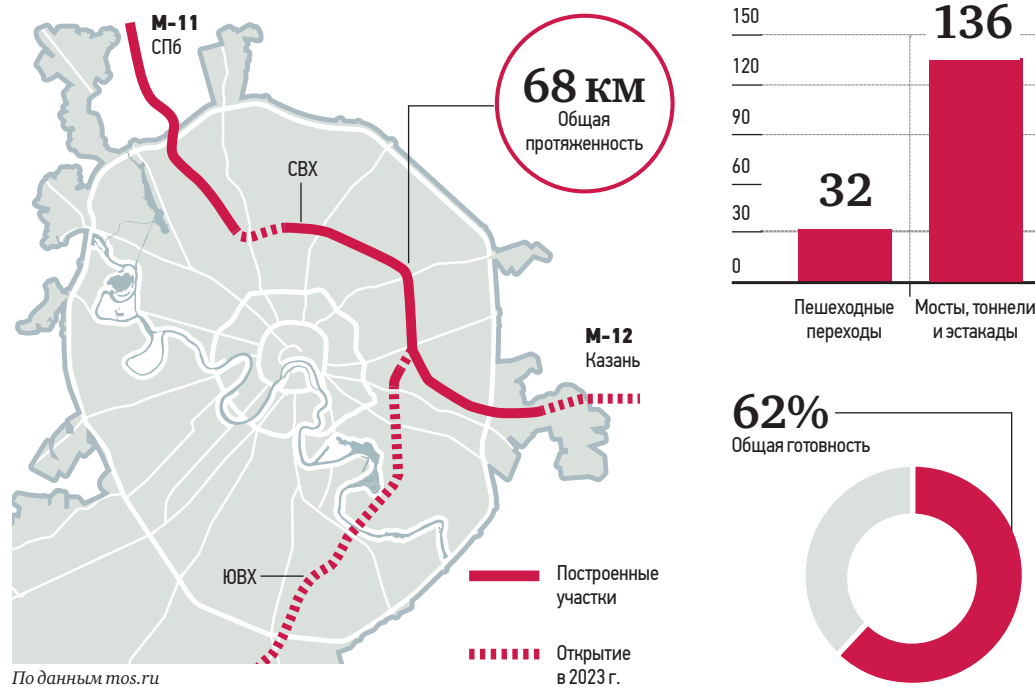 М-11
СПб
СВХ
68 км
Общая
протяженность
М-12
Казань
ЮВХ
Построенные
участки
Открытие
в 2023 г.
По данным mos.ru
150
120
90
60
30
0
32
136
Пешеходные
переходы
Мосты, тоннели
и эстакады
62%
Общая готовность